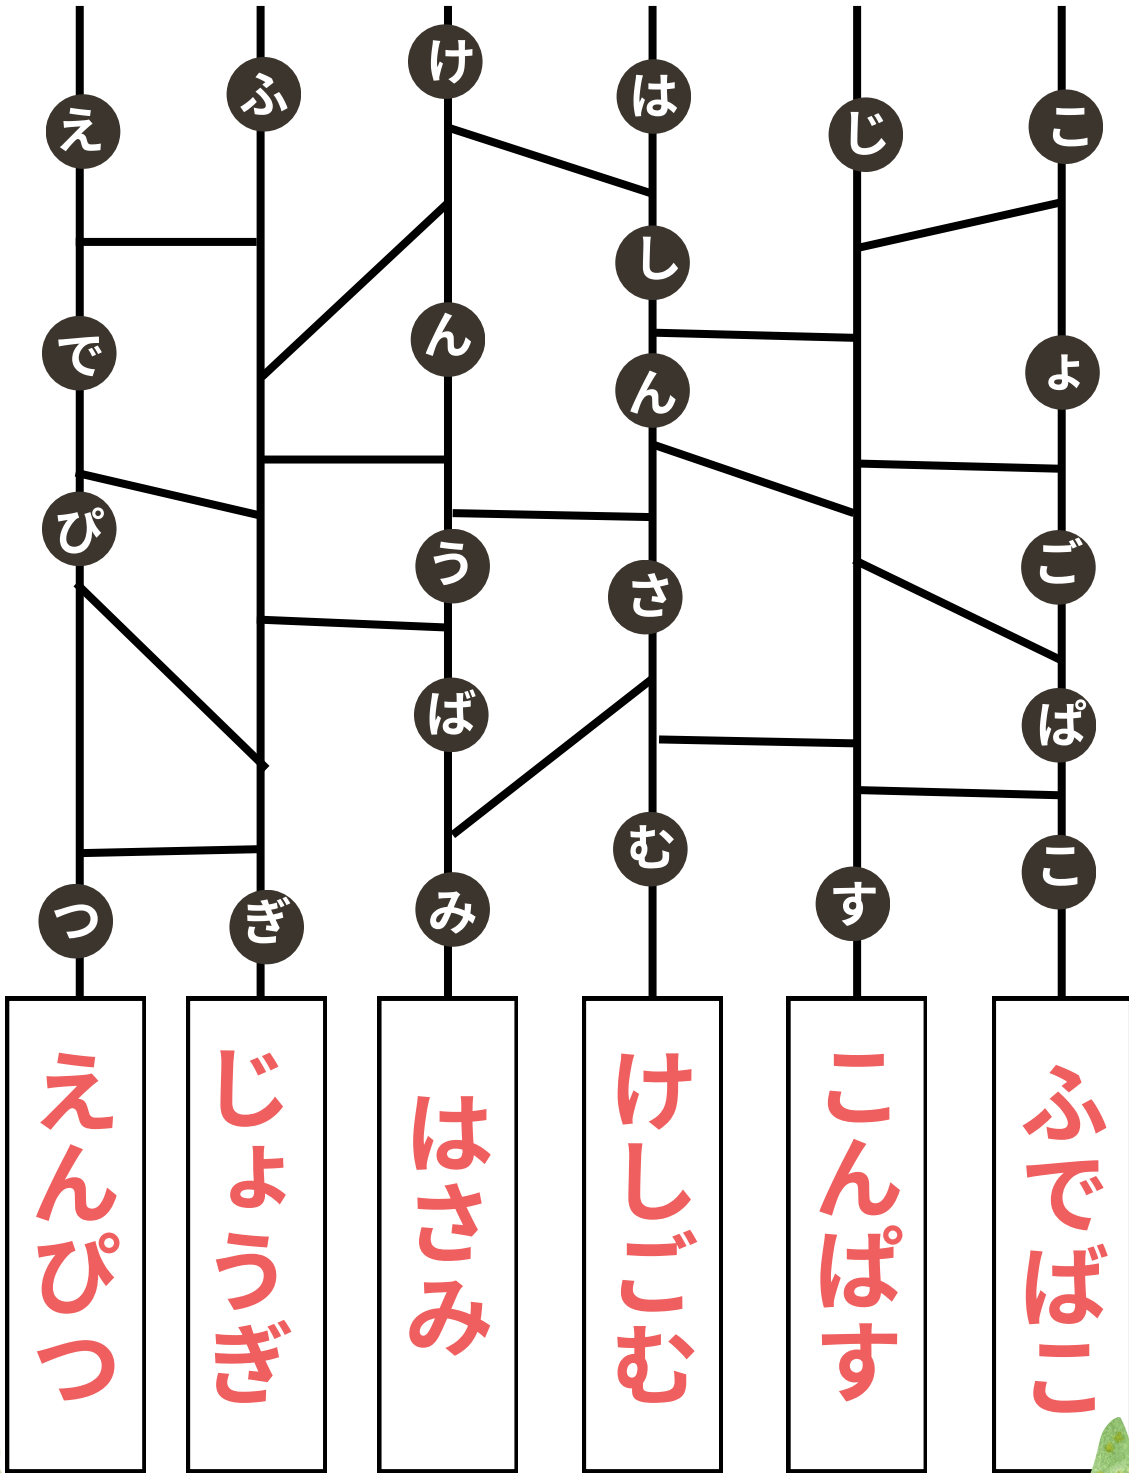 え
ふ
け
は
じ
こ
し
ん
で
ん
ょ
ぴ
う
さ
ご
ば
ぱ
む
こ
つ
ぎ
み
す
えんぴつ
じょうぎ
はさみ
けしごむ
こんぱす
ふでばこ